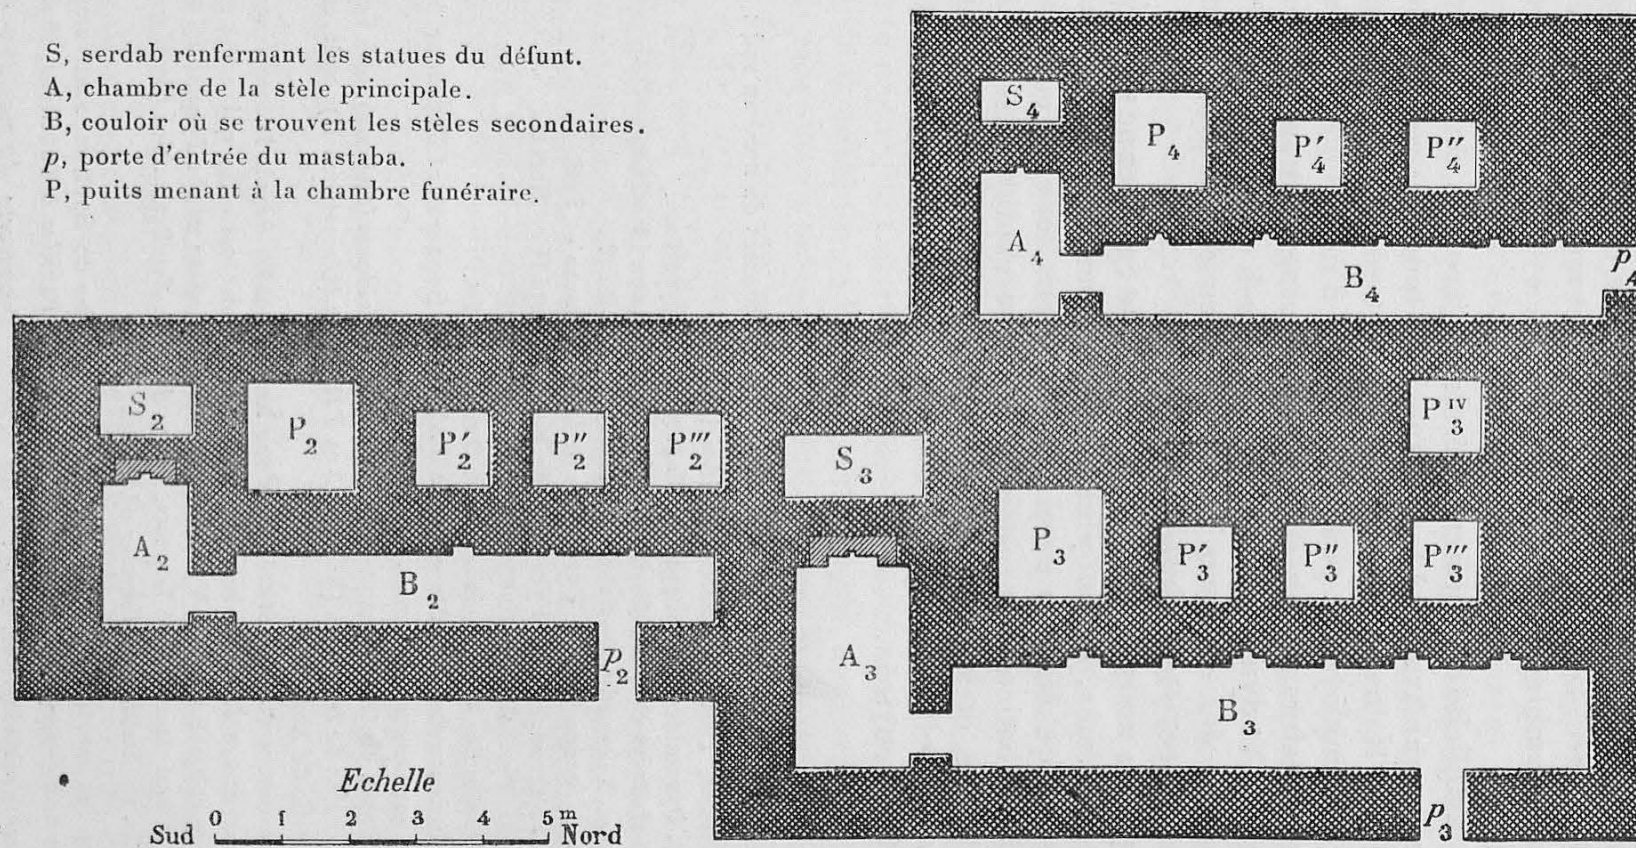 S, serdab renfermant les statues du défunt.
A, chambre de la stèle principale.
B, couloir où se trouvent les stèles secondaires.
p, porte d'entrée du mastaba.
P, puits menant à la chambre funéraire.
S₄
P₄
P′₄
P″₄
A₄
B₄
p₄
S₂
P₂
P′₂
P″₂
P‴₂
S₃
P₃^IV
A₂
B₂
P₃
P′₃
P″₃
P‴₃
p₂
A₃
B₃
p₃
Echelle
0 1 2 3 4 5 m
Sud Nord